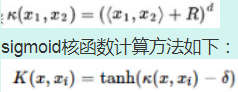 κ(x₁, x₂) = (⟨x₁, x₂⟩ + R)ᵈ
sigmoid核函数计算方法如下：
K(x, xᵢ) = tanh(κ(x, xᵢ) − δ)